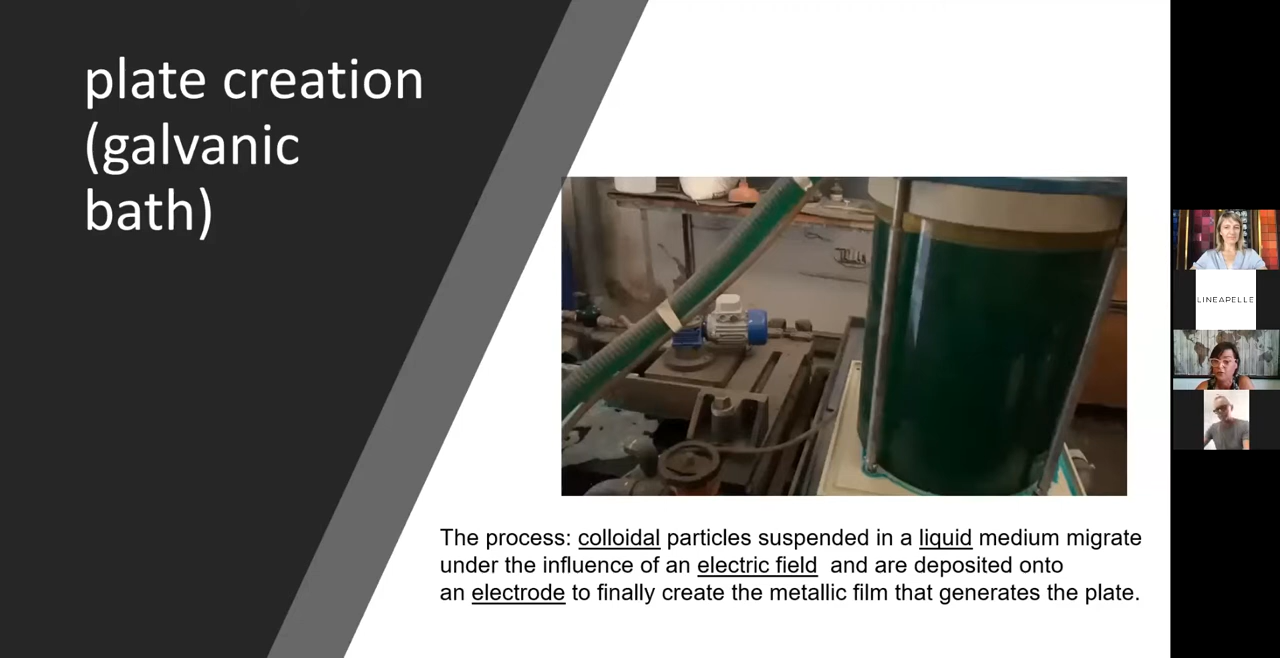 plate creation
(galvanic
bath)
LINEAPELLE
The process: colloidal particles suspended in a liquid medium migrate
under the influence of an electric field and are deposited onto
an electrode to finally create the metallic film that generates the plate.